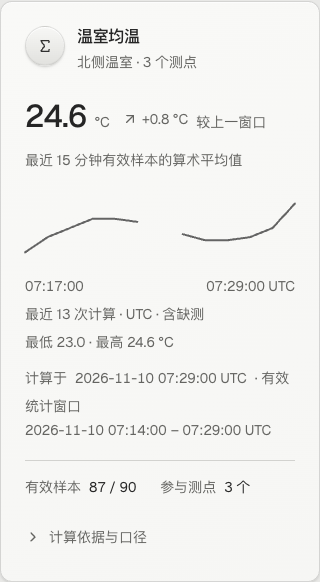 Σ
温室均温
北侧温室 · 3 个测点
24.6 °C ↗ +0.8 °C 较上一窗口
最近 15 分钟有效样本的算术平均值
07:17:00 07:29:00 UTC
最近 13 次计算 · UTC · 含缺测
最低 23.0 · 最高 24.6 °C
计算于 2026-11-10 07:29:00 UTC · 有效
统计窗口
2026-11-10 07:14:00 – 07:29:00 UTC
有效样本 87 / 90 参与测点 3 个
计算依据与口径